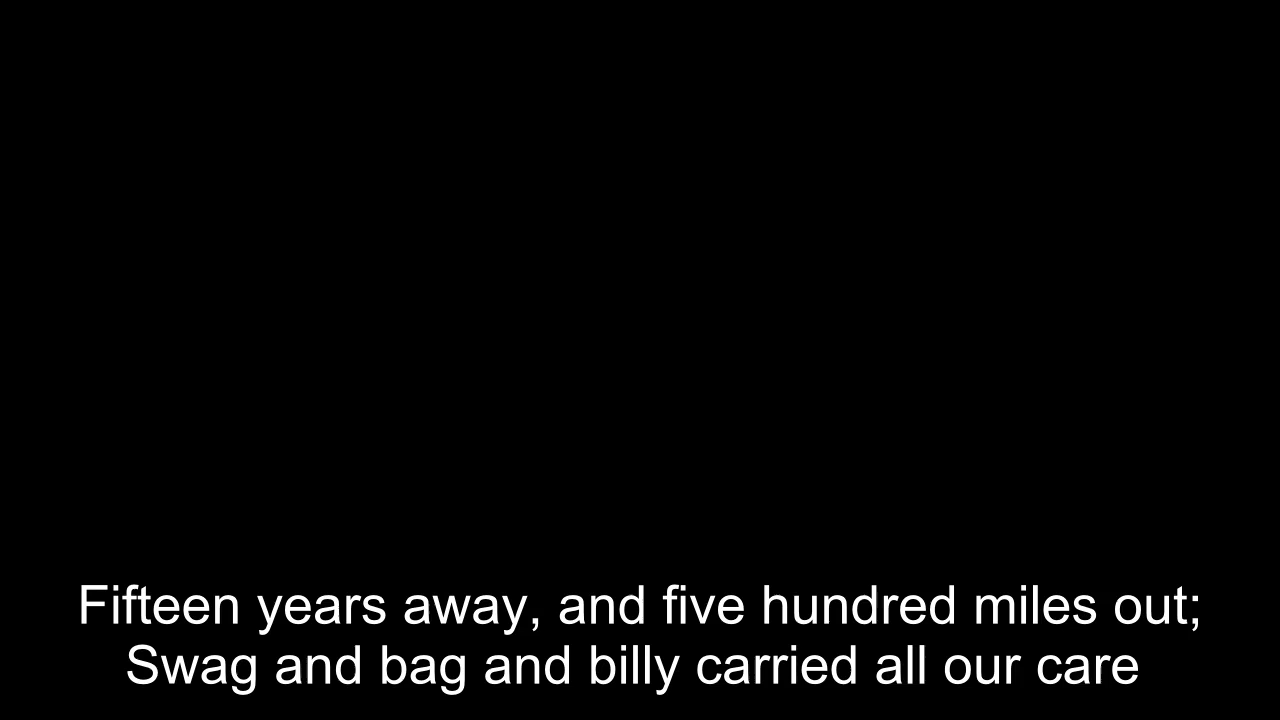 Fifteen years away, and five hundred miles out;
Swag and bag and billy carried all our care